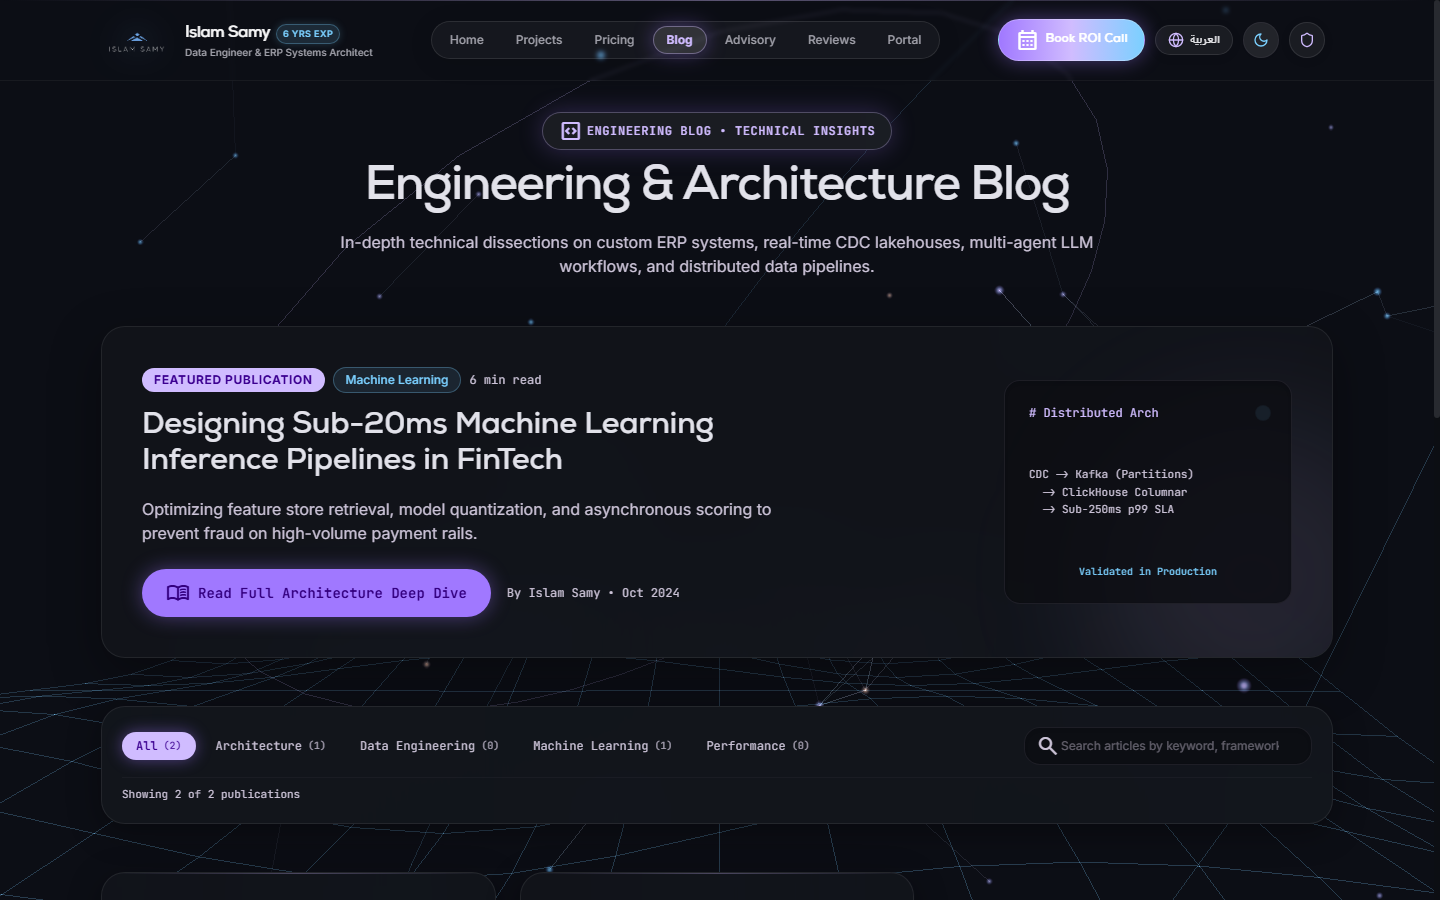 ISLAM SAMY
Islam Samy 6 YRS EXP
Data Engineer & ERP Systems Architect
Home Projects Pricing Blog Advisory Reviews Portal
Book ROI Call
العربية
ENGINEERING BLOG • TECHNICAL INSIGHTS
Engineering & Architecture Blog
In-depth technical dissections on custom ERP systems, real-time CDC lakehouses, multi-agent LLM
workflows, and distributed data pipelines.
FEATURED PUBLICATION Machine Learning 6 min read
Designing Sub-20ms Machine Learning
Inference Pipelines in FinTech
Optimizing feature store retrieval, model quantization, and asynchronous scoring to
prevent fraud on high-volume payment rails.
Read Full Architecture Deep Dive By Islam Samy • Oct 2024
# Distributed Arch
CDC → Kafka (Partitions)
→ ClickHouse Columnar
→ Sub-250ms p99 SLA
Validated in Production
All (2) Architecture (1) Data Engineering (0) Machine Learning (1) Performance (0)
Search articles by keyword, framework
Showing 2 of 2 publications